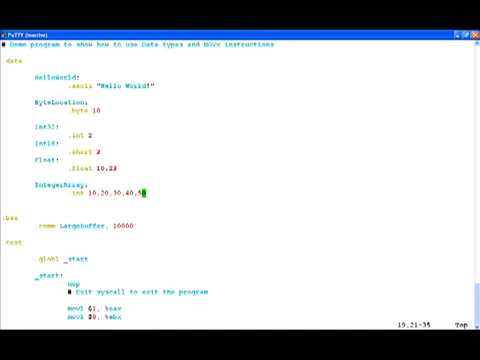 PuTTY (inactive)
# Demo program to show how to use Data types and MOVx instructions
.data
HelloWorld:
.ascii "Hello World!"
ByteLocation:
.byte 10
Int32:
.int 2
Int16:
.short 3
Float:
.float 10.23
IntegerArray:
.int 10,20,30,40,50
.bss
.comm LargeBuffer, 10000
.text
.globl _start
_start:
nop
# Exit syscall to exit the program
movl $1, %eax
movl $0, %ebx
19,21-35 Top